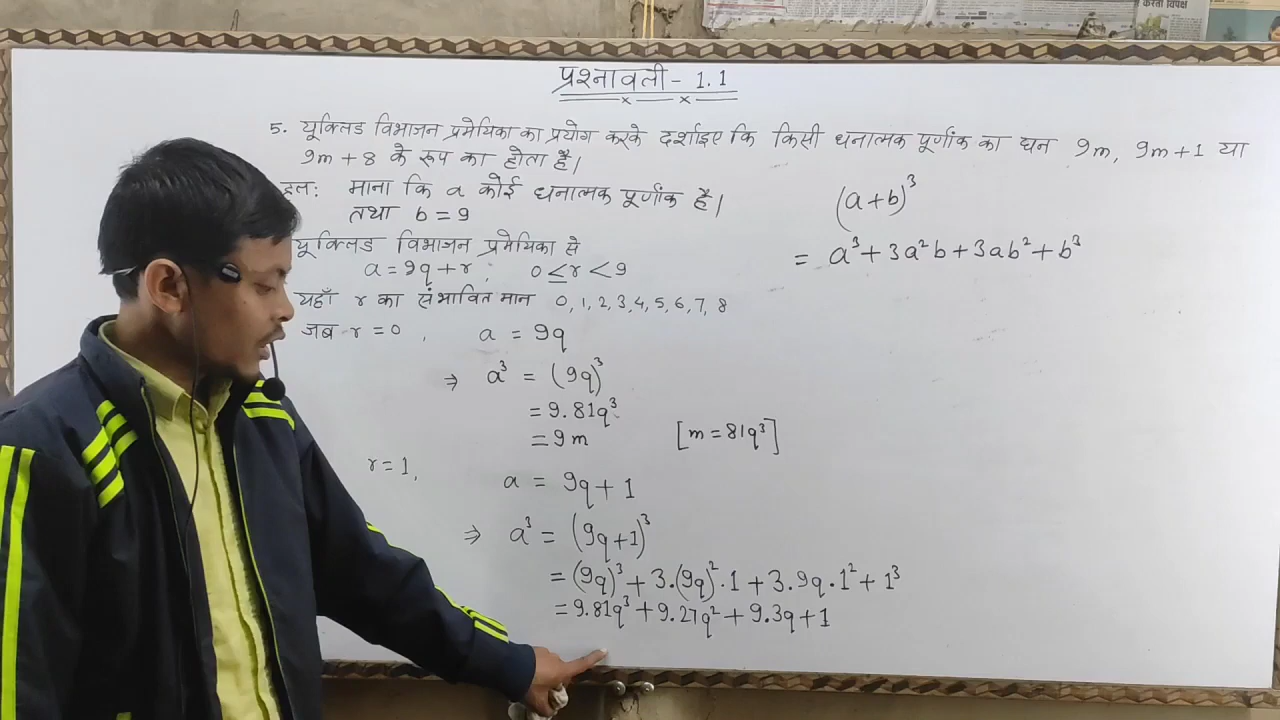 करता विपक्ष
प्रश्नावली - 1.1
5. यूक्लिड विभाजन प्रमेयिका का प्रयोग करके दर्शाइए कि किसी धनात्मक पूर्णांक का घन 9m, 9m+1 या
9m+8 के रूप का होता है।
हल: माना कि a कोई धनात्मक पूर्णांक है।
तथा b = 9
यूक्लिड विभाजन प्रमेयिका से
a = 9q + r, 0 ≤ r < 9
यहाँ r का संभावित मान 0, 1, 2, 3, 4, 5, 6, 7, 8
जब r = 0, a = 9q
⇒ a³ = (9q)³
= 9.81q³
= 9m [m = 81q³]
r = 1, a = 9q + 1
⇒ a³ = (9q+1)³
= (9q)³ + 3.(9q)².1 + 3.9q.1² + 1³
= 9.81q³ + 9.27q² + 9.3q + 1
(a+b)³
= a³ + 3a²b + 3ab² + b³